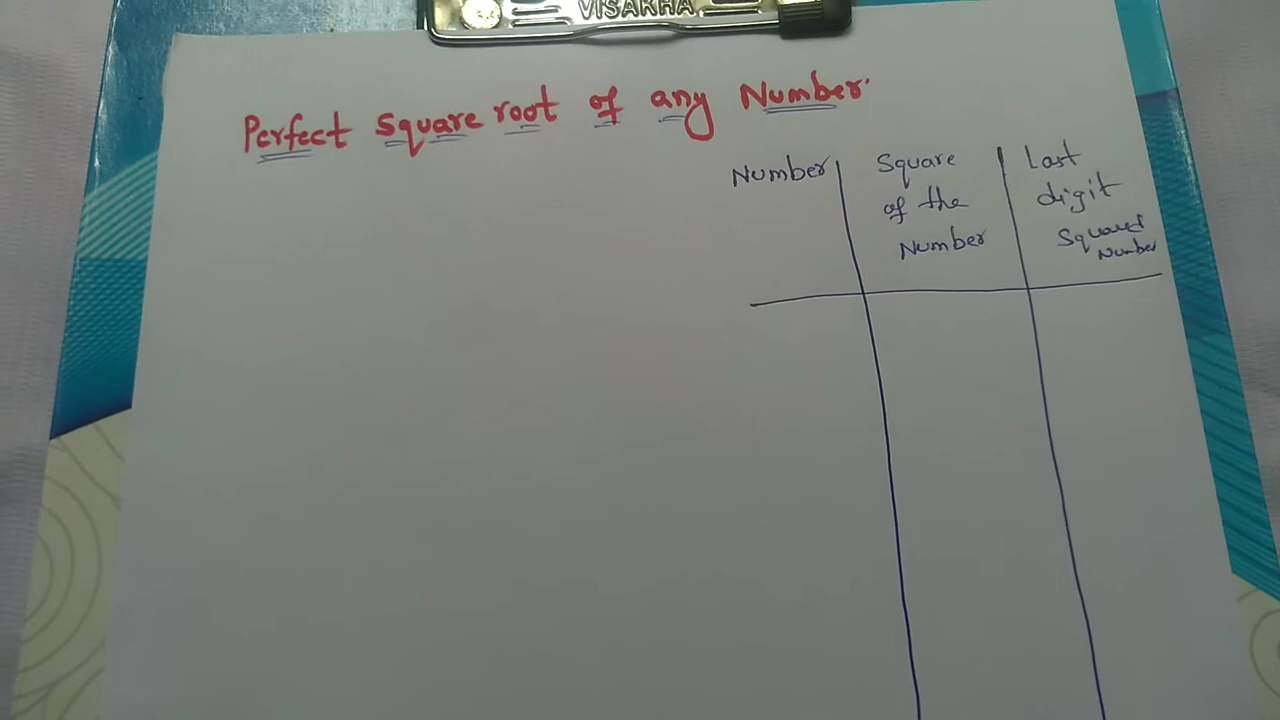 VISAKHA
Perfect square root of any Number.
Number
Square
of the
Number
Last
digit
Squared
Number